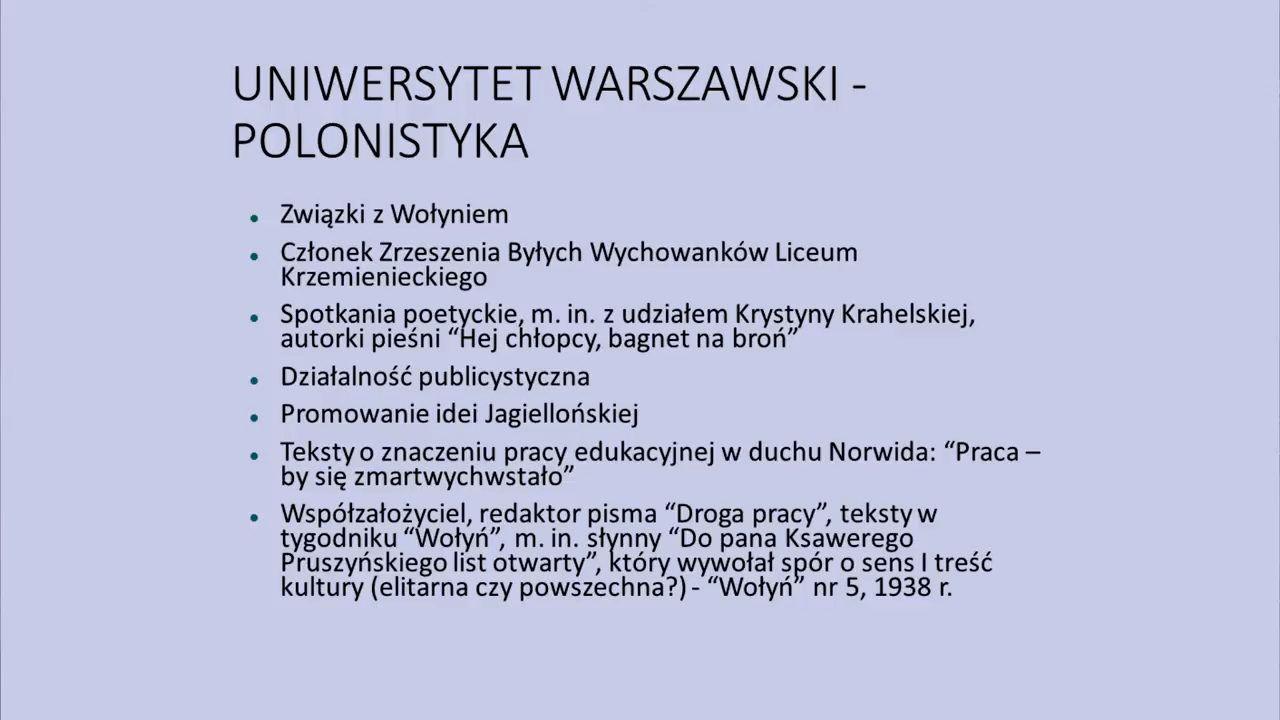 UNIWERSYTET WARSZAWSKI -
POLONISTYKA
Związki z Wołyniem
Członek Zrzeszenia Byłych Wychowanków Liceum
Krzemienieckiego
Spotkania poetyckie, m. in. z udziałem Krystyny Krahelskiej,
autorki pieśni “Hej chłopcy, bagnet na broń”
Działalność publicystyczna
Promowanie idei Jagiellońskiej
Teksty o znaczeniu pracy edukacyjnej w duchu Norwida: “Praca –
by się zmartwychwstało”
Współzałożyciel, redaktor pisma “Droga pracy”, teksty w
tygodniku “Wołyń”, m. in. słynny “Do pana Ksawerego
Pruszyńskiego list otwarty”, który wywołał spór o sens I treść
kultury (elitarna czy powszechna?) - “Wołyń” nr 5, 1938 r.